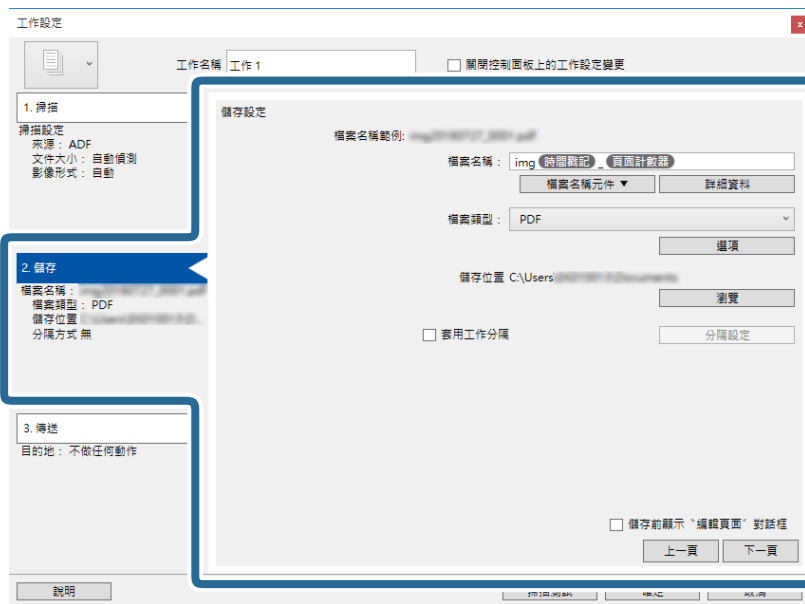 工作設定
x
工作名稱 工作 1
關閉控制面板上的工作設定變更
1. 掃描
掃描設定
來源： ADF
文件大小： 自動偵測
影像形式： 自動
2. 儲存
檔案名稱：
檔案類型： PDF
儲存位置
分隔方式 無
3. 傳送
目的地： 不做任何動作
儲存設定
檔案名稱範例:
檔案名稱： img 時間戳記 _ 頁面計數器
檔案名稱元件 ▼ 詳細資料
檔案類型： PDF
選項
儲存位置 C:\Users
瀏覽
套用工作分隔 分隔設定
儲存前顯示〝編輯頁面〞對話框
上一頁 下一頁
說明 掃描測試 確定 取消